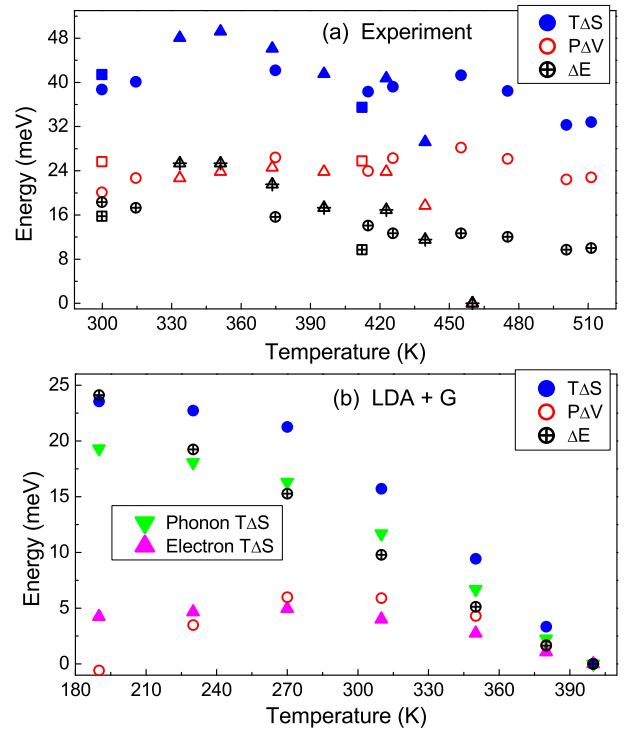 (a) Experiment
TΔS
PΔV
ΔE
Energy (meV)
48
40
32
24
16
8
0
300
330
360
390
420
450
480
510
Temperature (K)
(b) LDA + G
TΔS
PΔV
ΔE
Phonon TΔS
Electron TΔS
Energy (meV)
25
20
15
10
5
0
180
210
240
270
300
330
360
390
Temperature (K)